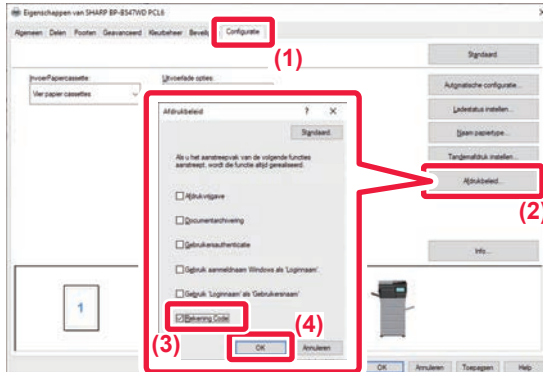 Eigenschappen van SHARP BP-B547WD PCL6
Algemeen Delen Poorten Geavanceerd Kleurbeheer Beveilig Configuratie
(1)
Standaard
InvoerPapercassette:
Uitvoerlade opties:
Vier papier cassettes.
Automatische configuratie...
Ladestatus instellen...
Naam papiertype...
Tandemafdruk instellen...
Afdrukbeleid...
(2)
Info...
Afdrukbeleid ? ×
Standaard
Als u het aanstreepvak van de volgende functies
aanstreept, wordt die functie altijd gerealiseerd.
Afdrukvrijgave
Documentarchivering
Gebruikersauthenticatie
Gebruik aanmeldnaam Windows als 'Loginnaam'.
Gebruik 'Loginnaam' als 'Gebruikersnaam'
Rekening Code
(3)
(4)
OK Annuleren
1
OK Annuleren Toepassen Help